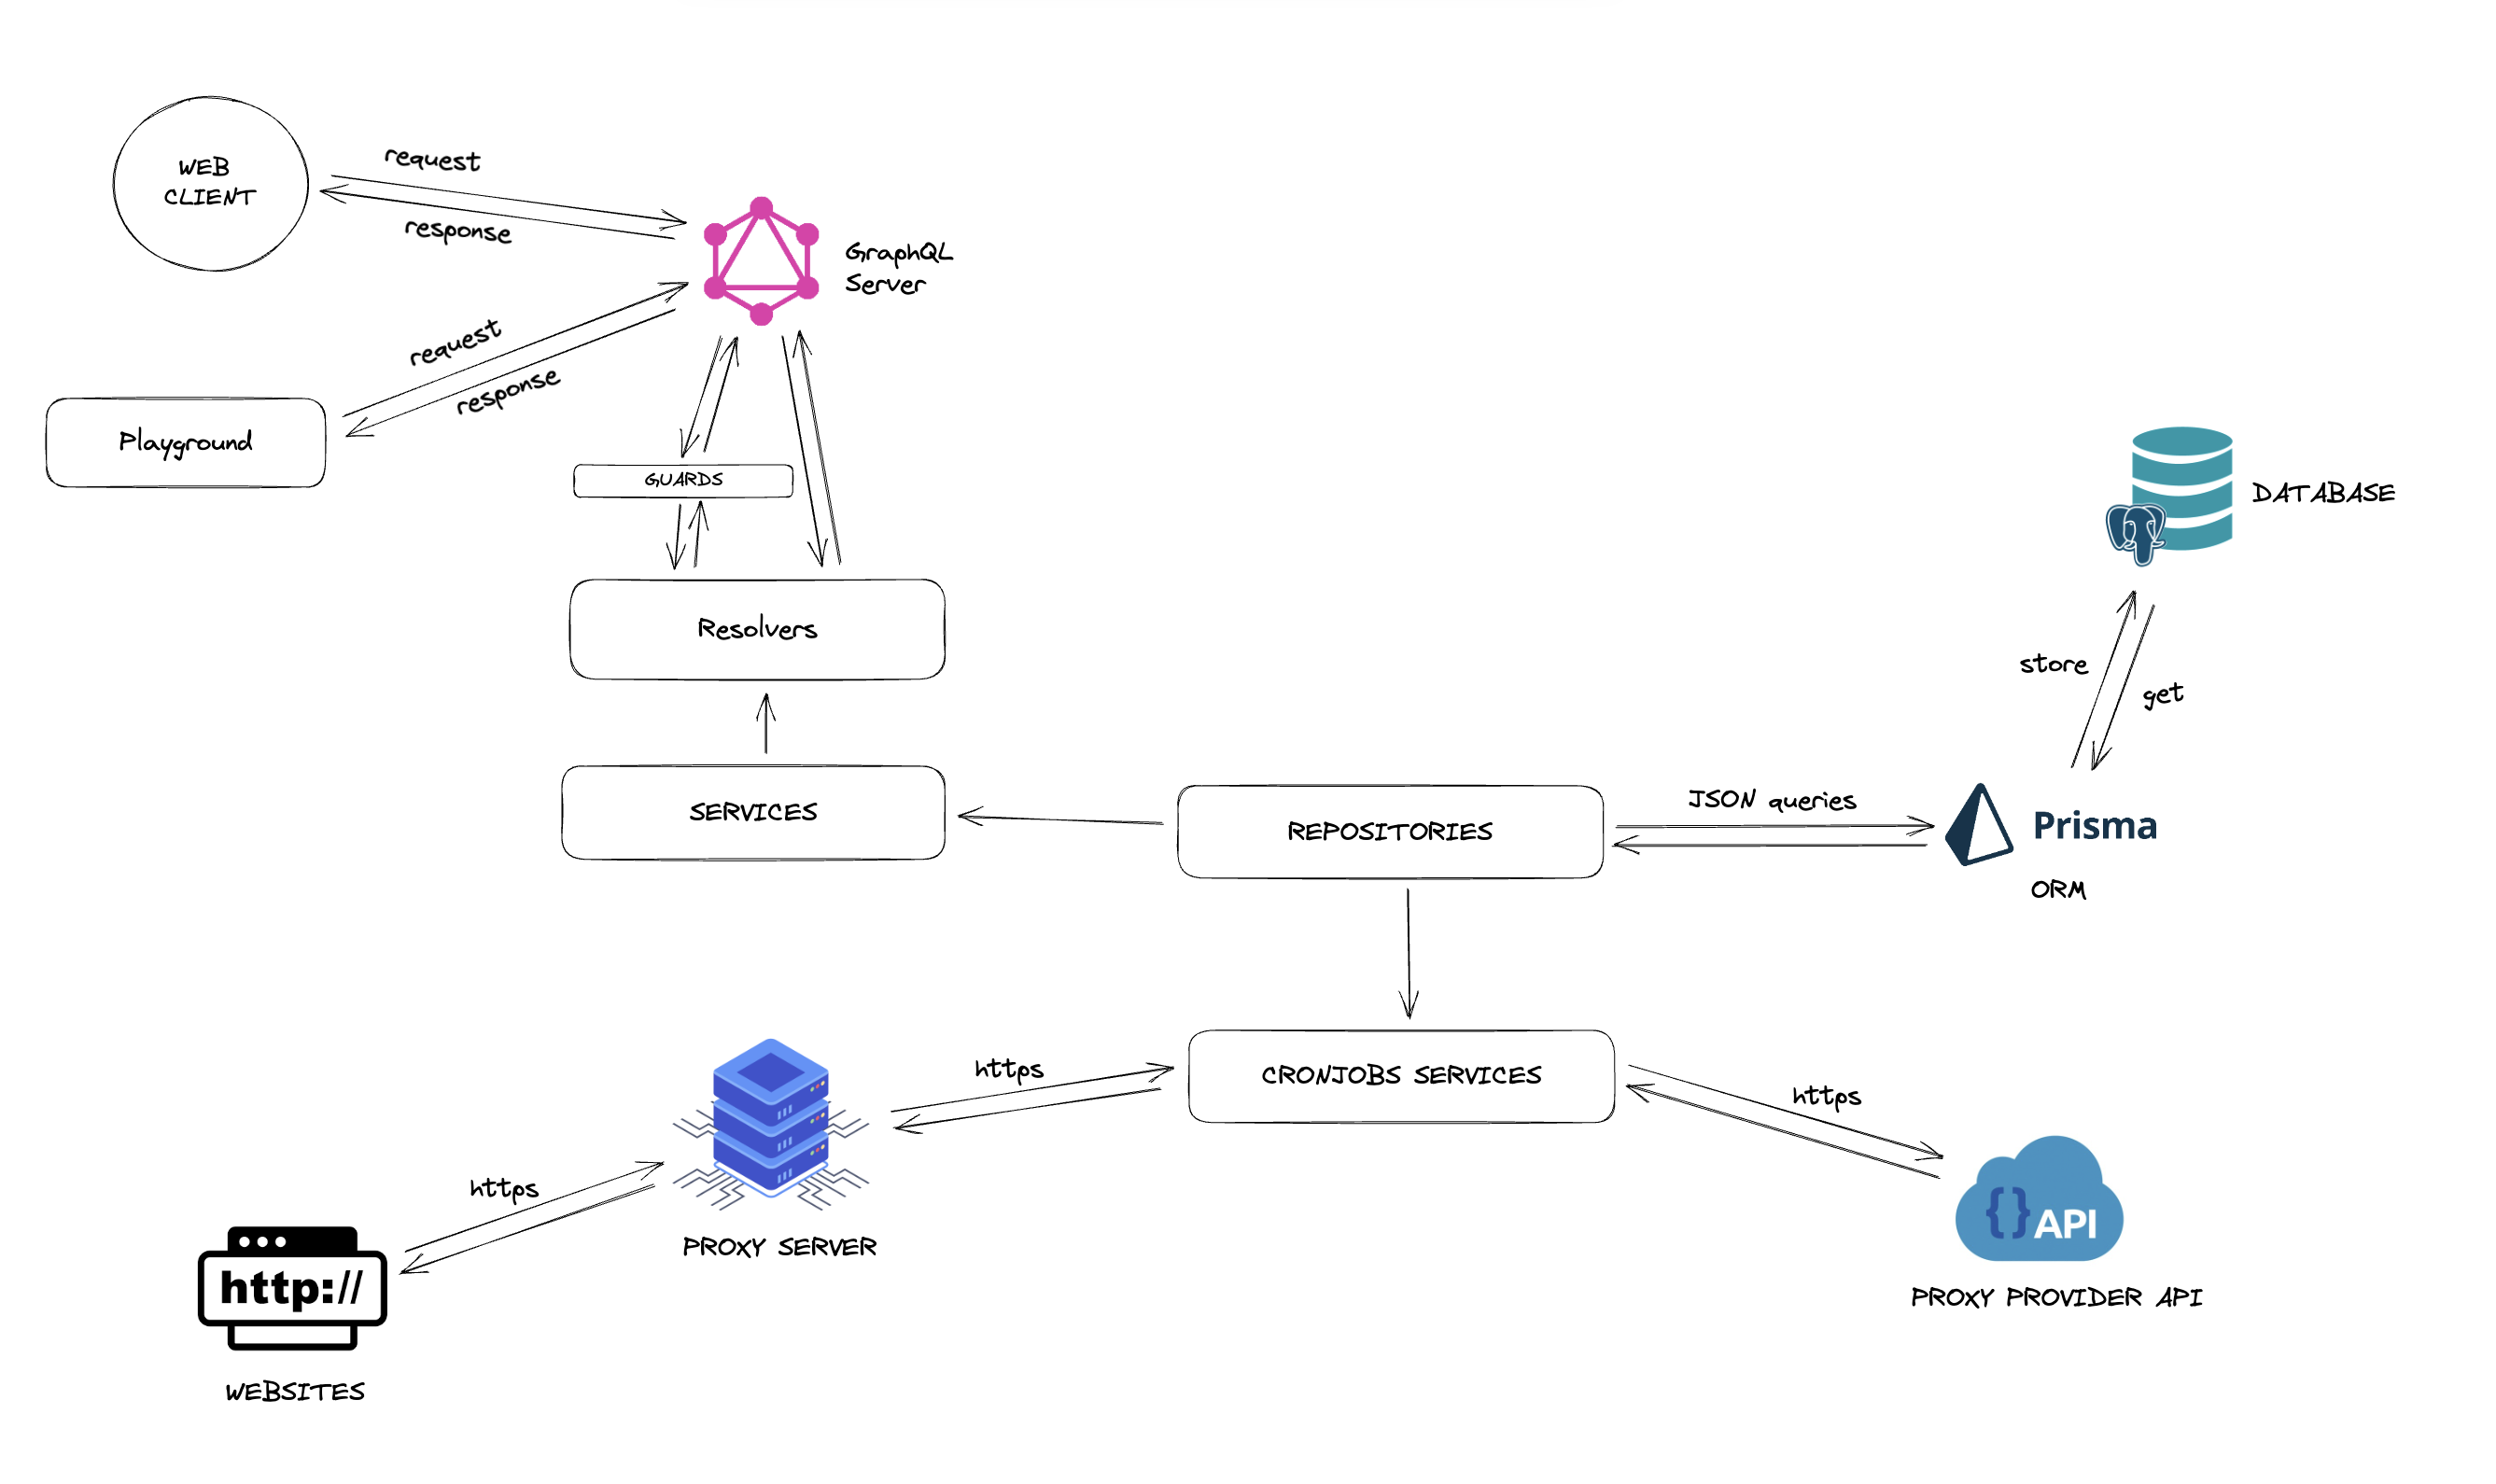 WEB
CLIENT
request
response
GraphQL
Server
request
response
Playground
GUARDS
Resolvers
SERVICES
REPOSITORIES
JSON queries
Prisma
ORM
store
get
DATABASE
CRONJOBS SERVICES
https
https
{} API
PROXY PROVIDER API
PROXY SERVER
https
http://
WEBSITES